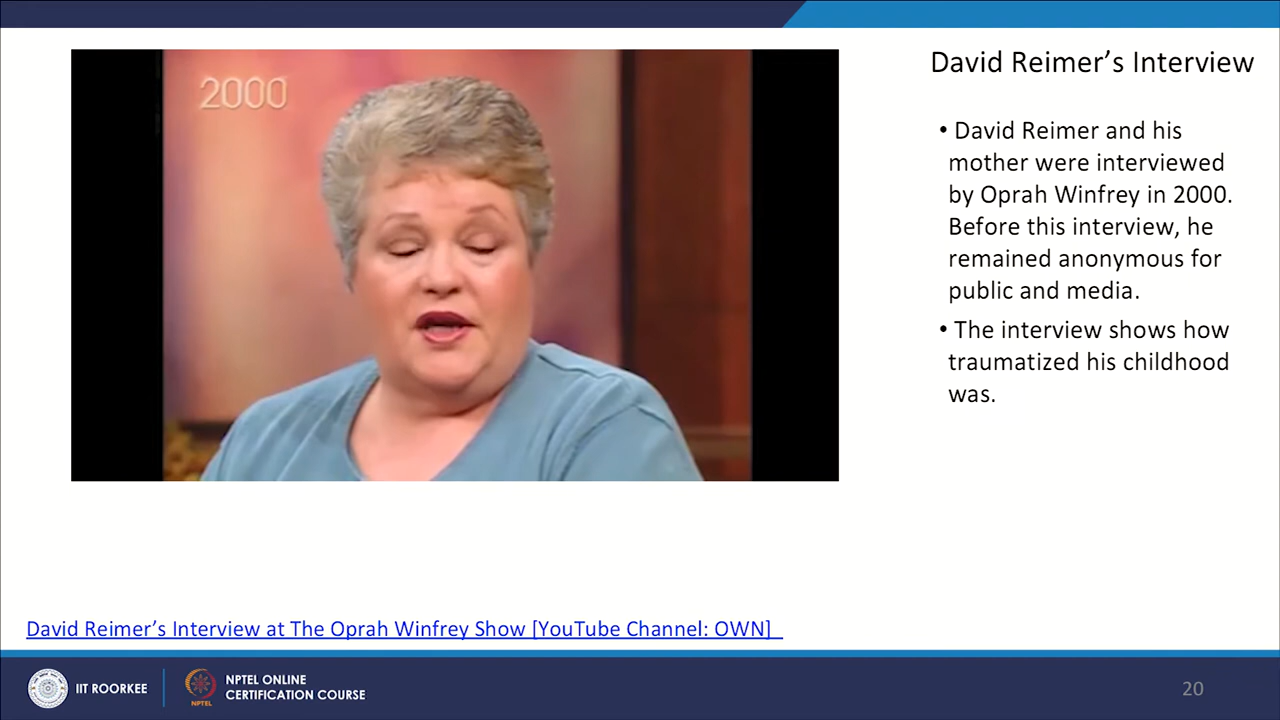 2000
David Reimer’s Interview
• David Reimer and his
mother were interviewed
by Oprah Winfrey in 2000.
Before this interview, he
remained anonymous for
public and media.
• The interview shows how
traumatized his childhood
was.
David Reimer’s Interview at The Oprah Winfrey Show [YouTube Channel: OWN]
IIT ROORKEE
NPTEL
NPTEL ONLINE
CERTIFICATION COURSE
20